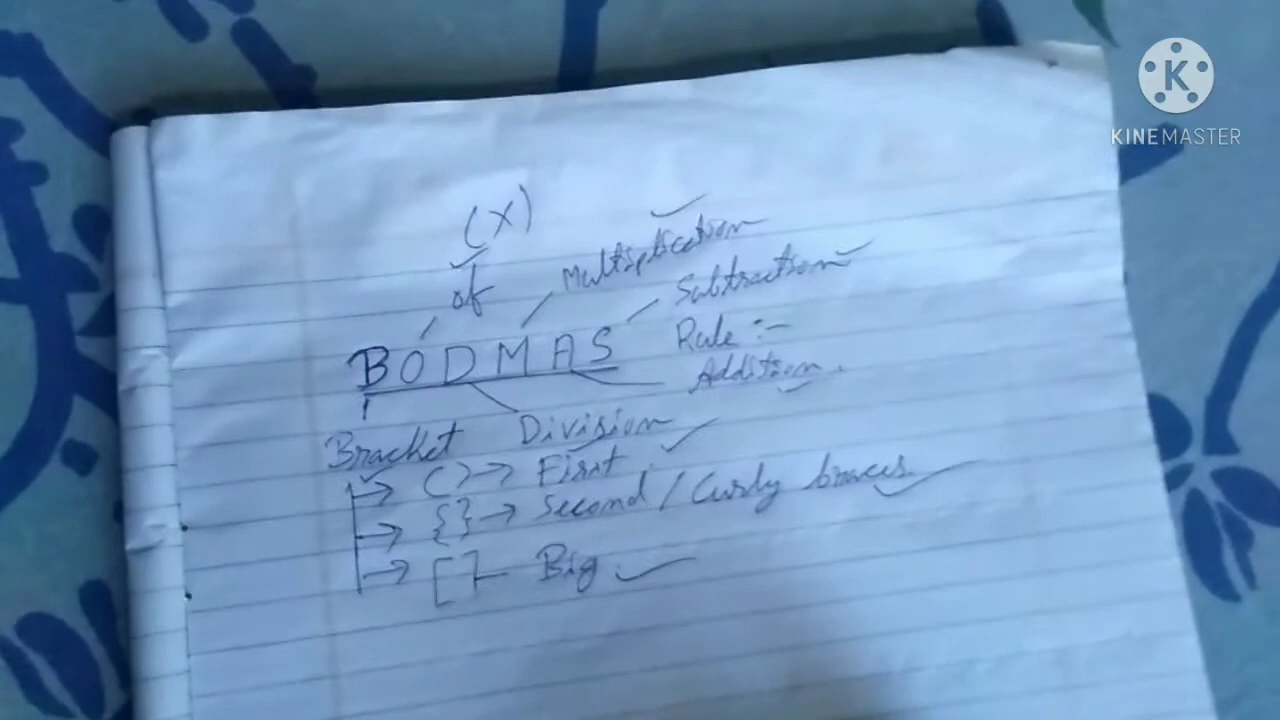 KINEMASTER
(X)
of
Multiplication
Subtraction
BODMAS Rule :-
Addition.
Bracket Division
→ ( ) → First
→ { } → Second / Curly braces
→ [ ] — Big